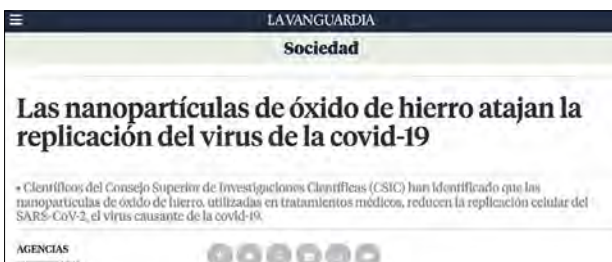 LA VANGUARDIA
Sociedad
Las nanopartículas de óxido de hierro atajan la
replicación del virus de la covid-19
• Científicos del Consejo Superior de Investigaciones Científicas (CSIC) han identificado que las
nanopartículas de óxido de hierro, utilizadas en tratamientos médicos, reducen la replicación celular del
SARS-CoV-2, el virus causante de la covid-19.
AGENCIAS